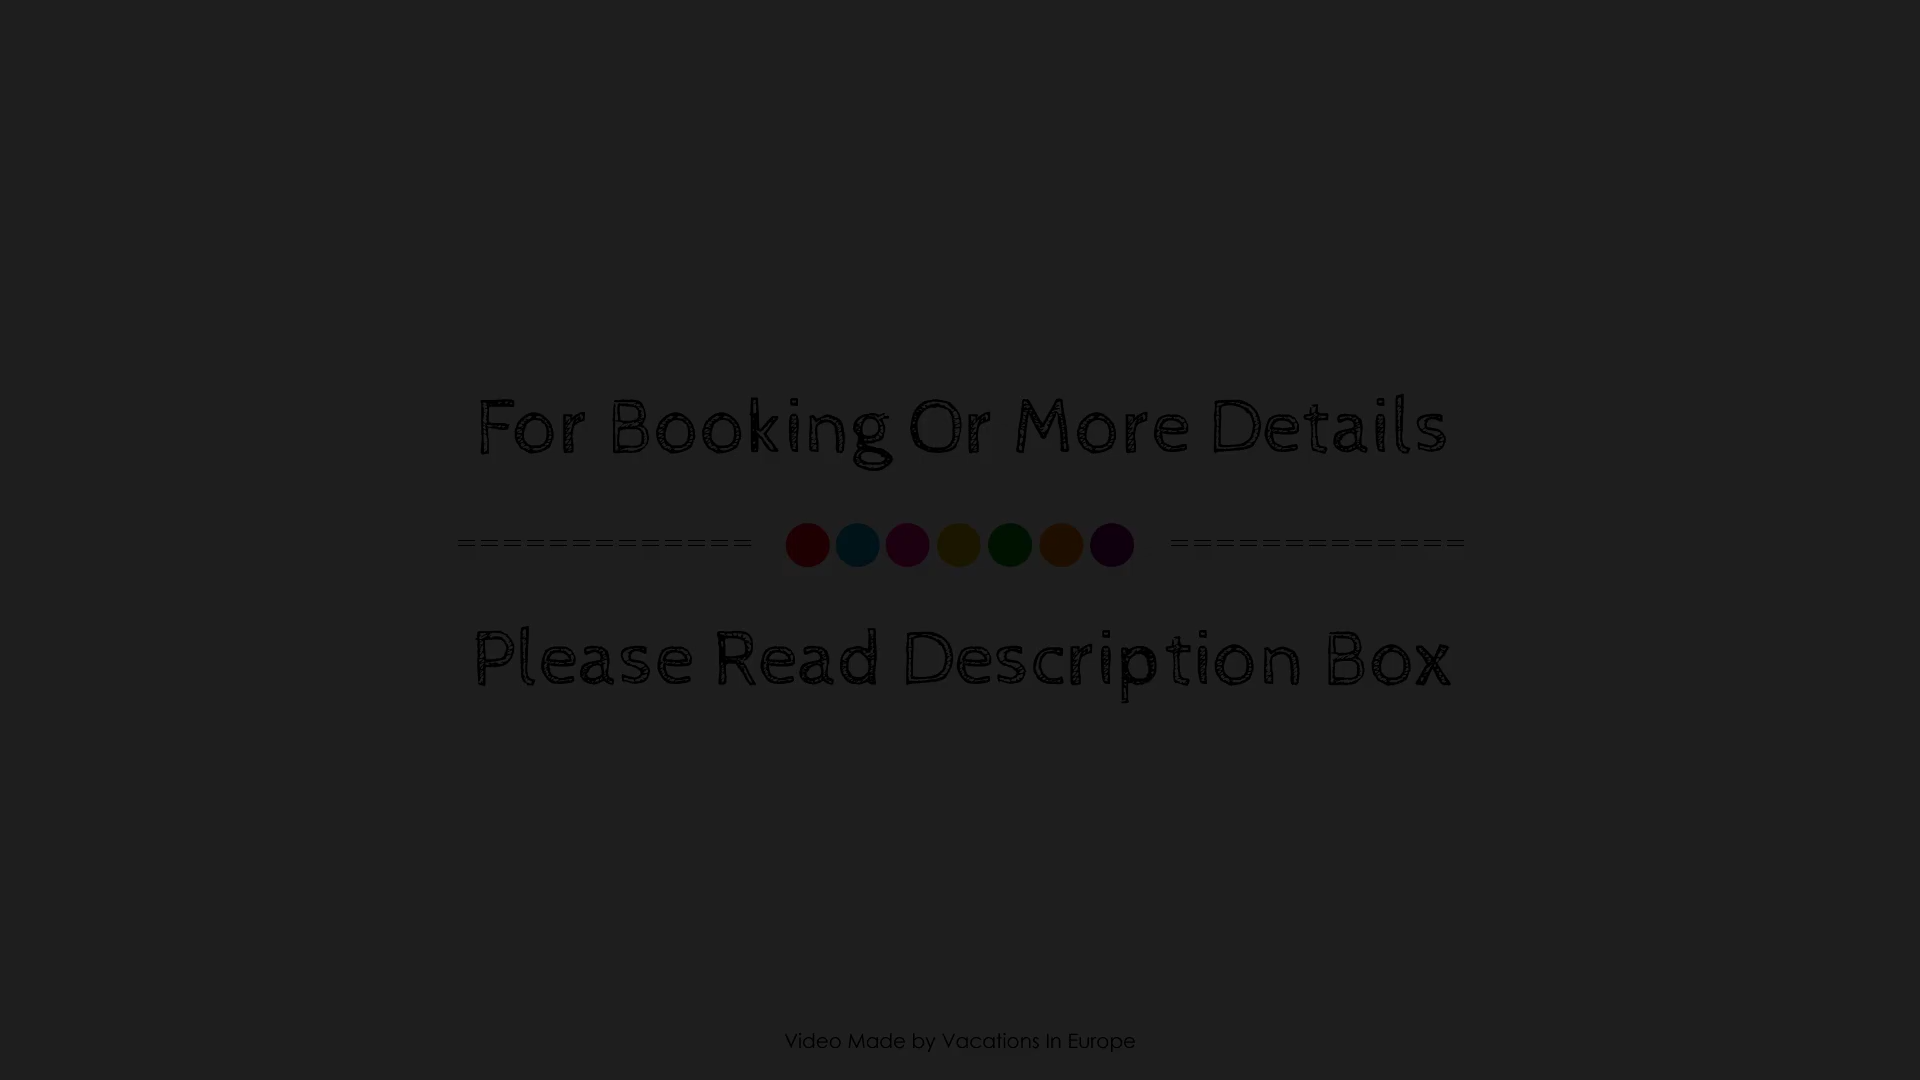 For Booking Or More Details
============= =============
Please Read Description Box
Video Made by Vacations In Europe